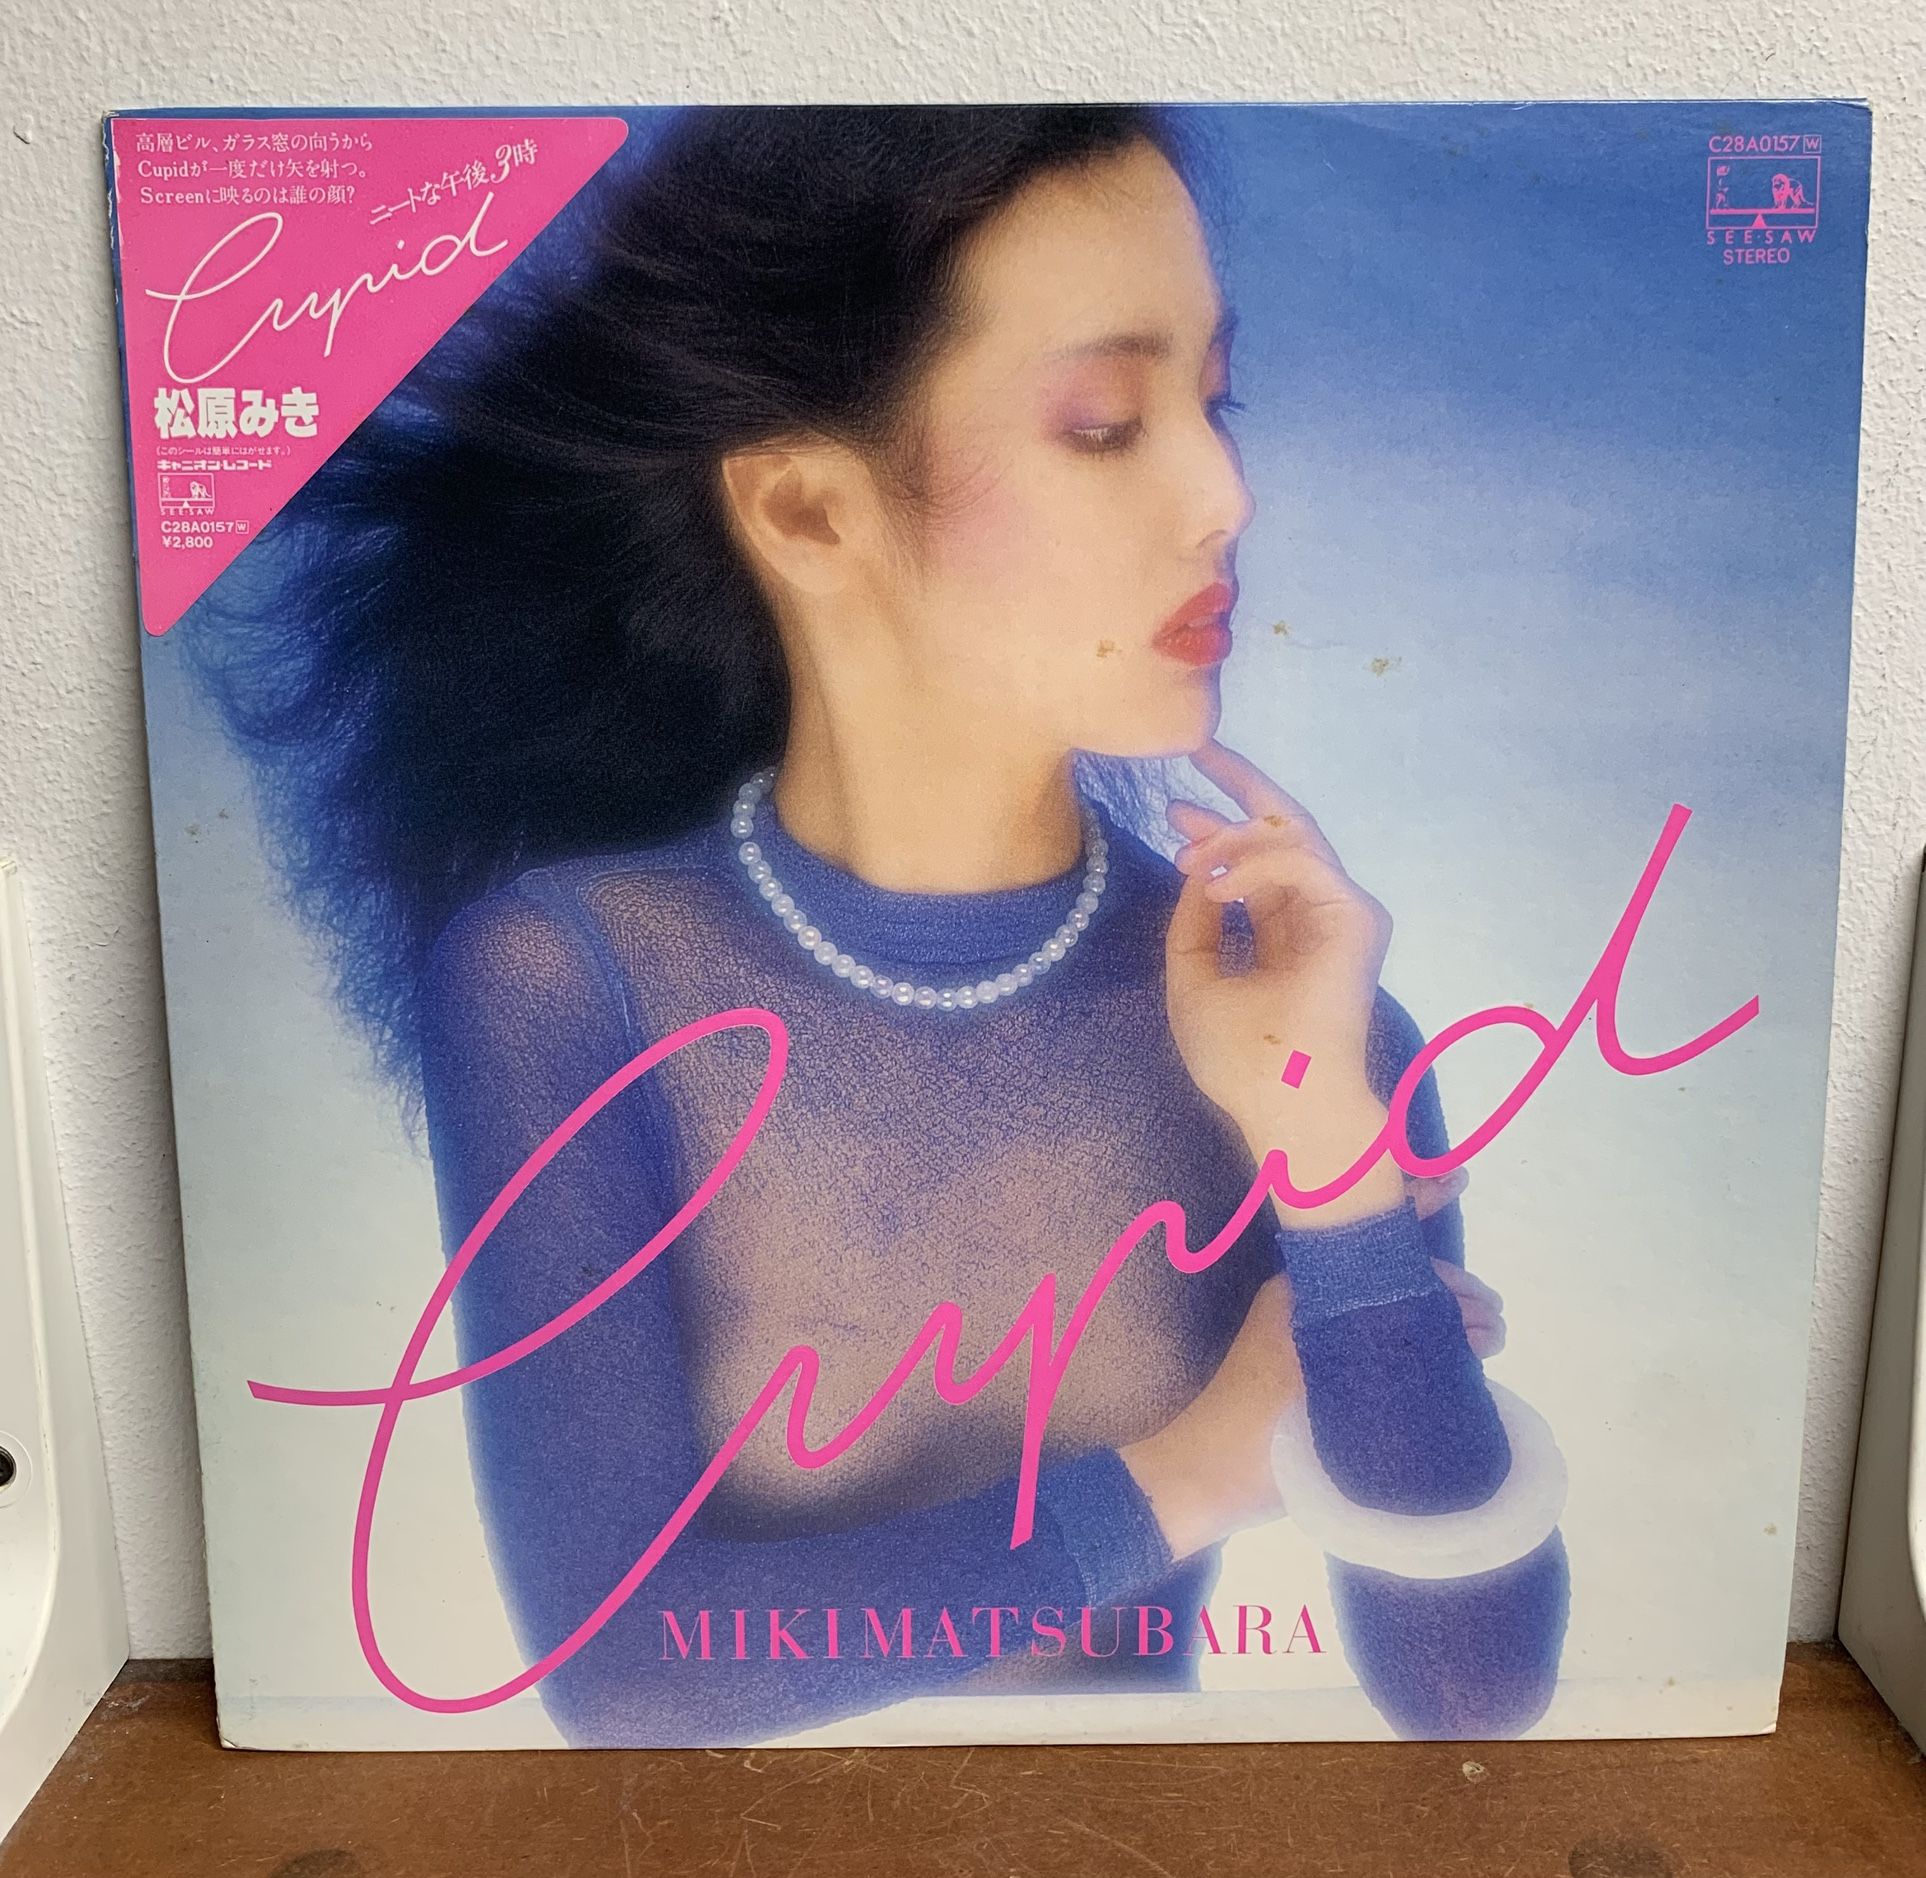 高層ビル、ガラス窓の向うから
Cupidが一度だけ矢を射つ。
Screenに映るのは誰の顔?
ニートな午後3時
Cupid
松原みき
(このシールは簡単にはがせます。)
キャニオン・レコード
SEE·SAW
C28A0157 W
¥2,800
C28A0157 W
SEE·SAW
STEREO
Cupid
MIKI MATSUBARA